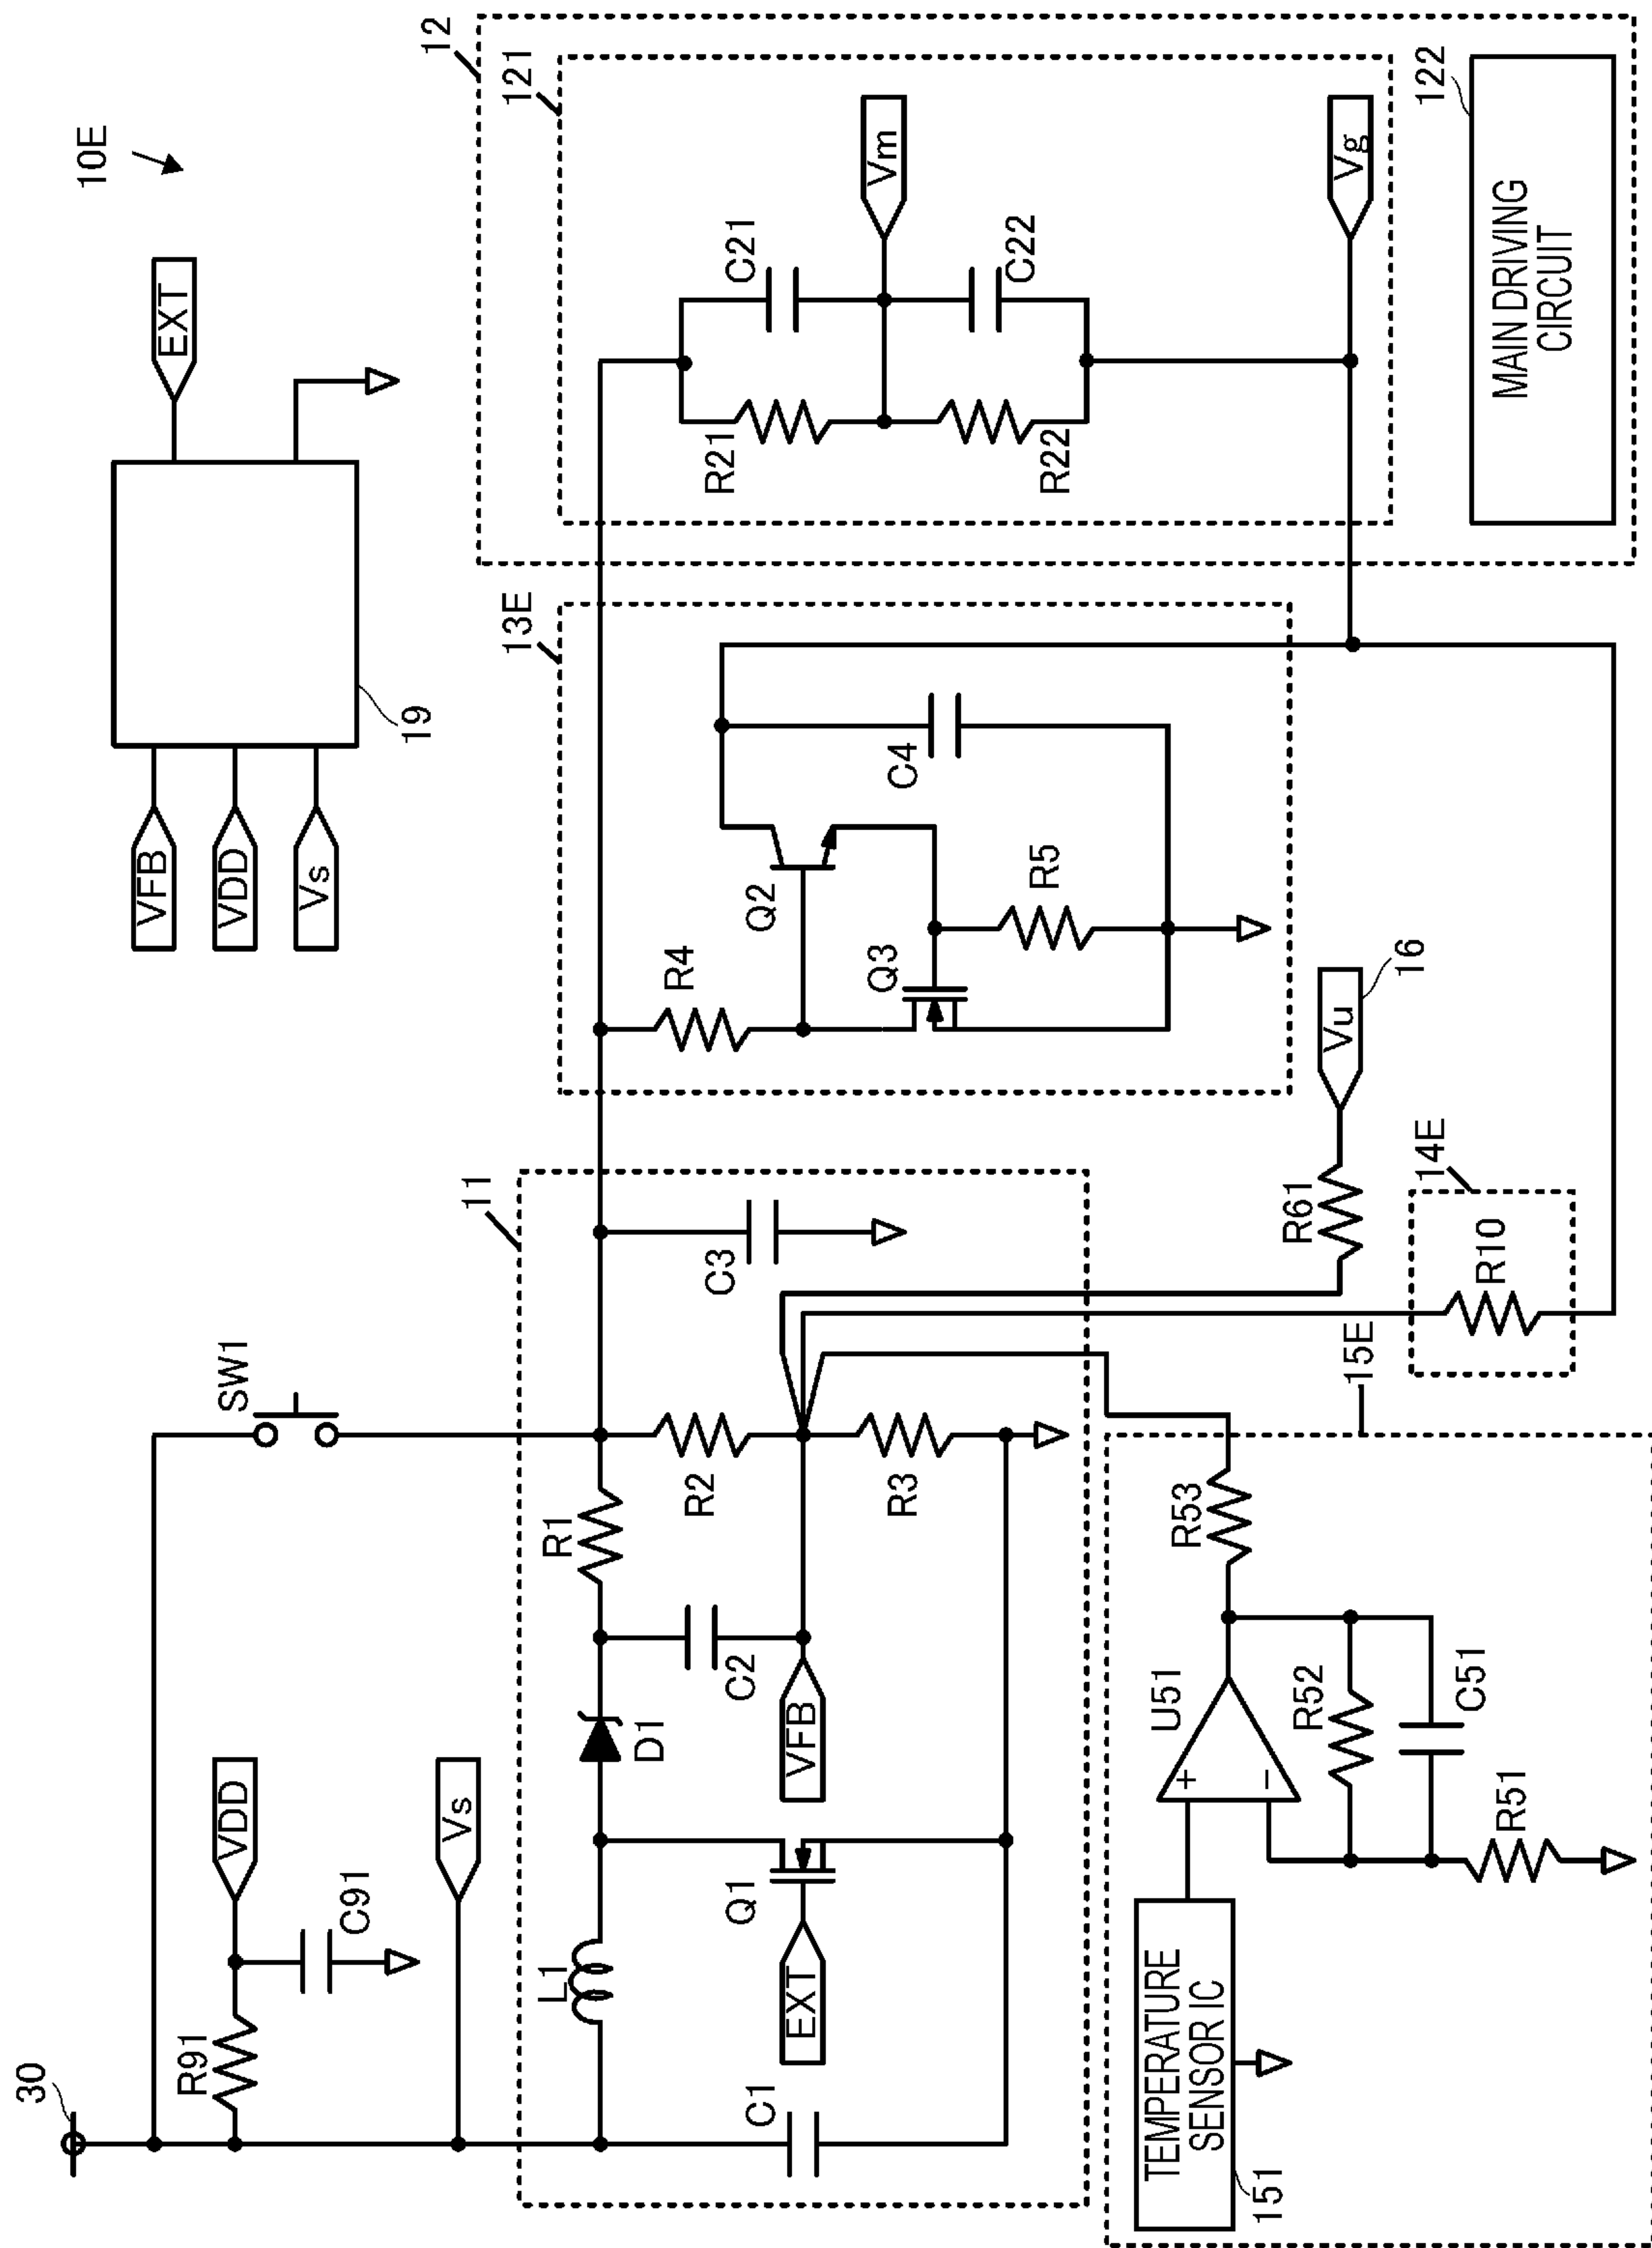 10E
30
R91
VDD
C91
Vs
SW1
VFB
VDD
Vs
EXT
19
11
L1
D1
R1
C1
EXT
Q1
C2
VFB
R2
R3
C3
13E
R4
Q2
Q3
R5
C4
12
121
R21
C21
Vm
R22
C22
Vg
MAIN DRIVING
CIRCUIT
122
TEMPERATURE
SENSOR IC
151
U51
+
−
R53
R52
C51
R51
15E
14E
R10
R61
Vu
16